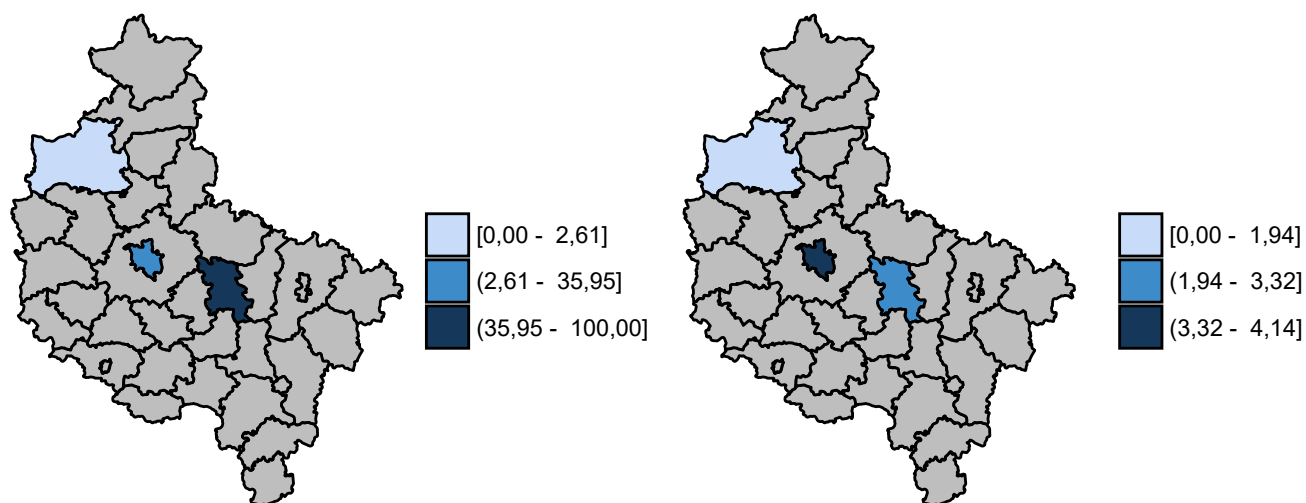 [0,00 - 2,61]
(2,61 - 35,95]
(35,95 - 100,00]
[0,00 - 1,94]
(1,94 - 3,32]
(3,32 - 4,14]